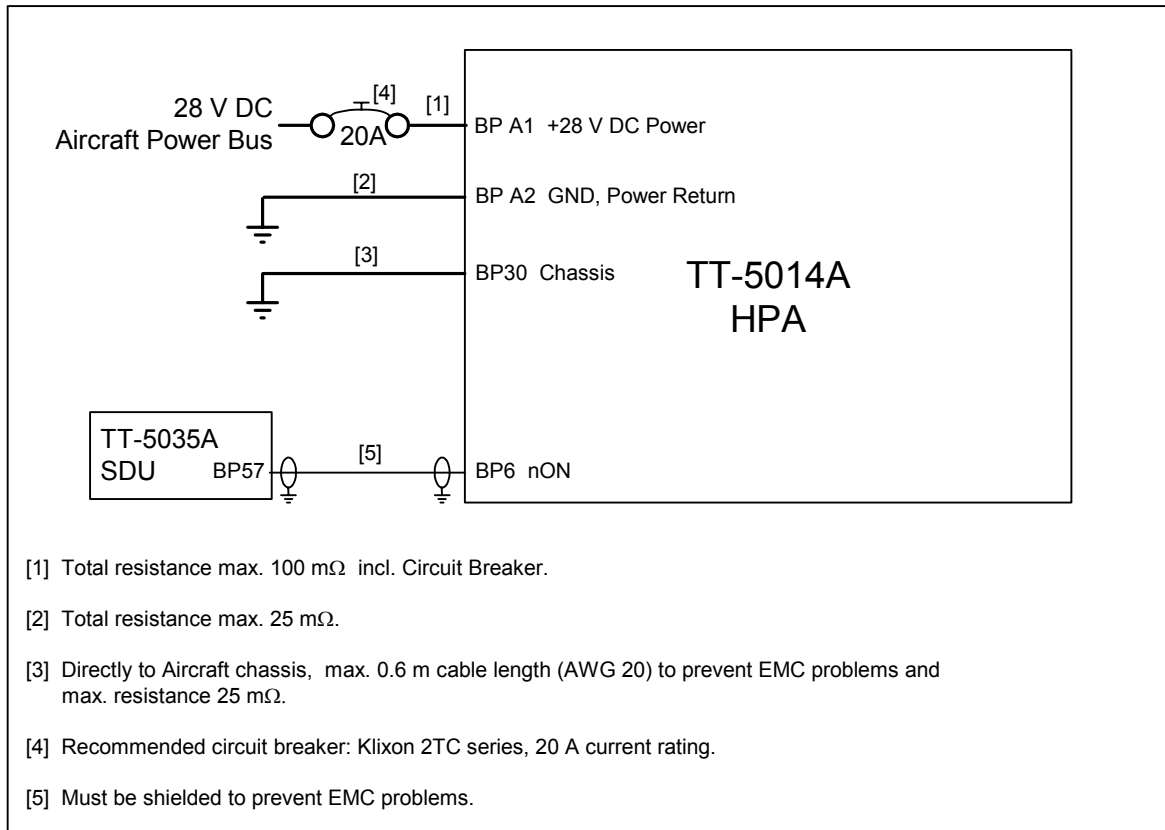 28 V DC
Aircraft Power Bus
[4]
20A
[1]
BP A1 +28 V DC Power
[2]
BP A2 GND, Power Return
[3]
BP30 Chassis
TT-5014A
HPA
TT-5035A
SDU BP57
[5]
BP6 nON
[1] Total resistance max. 100 mΩ incl. Circuit Breaker.
[2] Total resistance max. 25 mΩ.
[3] Directly to Aircraft chassis, max. 0.6 m cable length (AWG 20) to prevent EMC problems and
max. resistance 25 mΩ.
[4] Recommended circuit breaker: Klixon 2TC series, 20 A current rating.
[5] Must be shielded to prevent EMC problems.